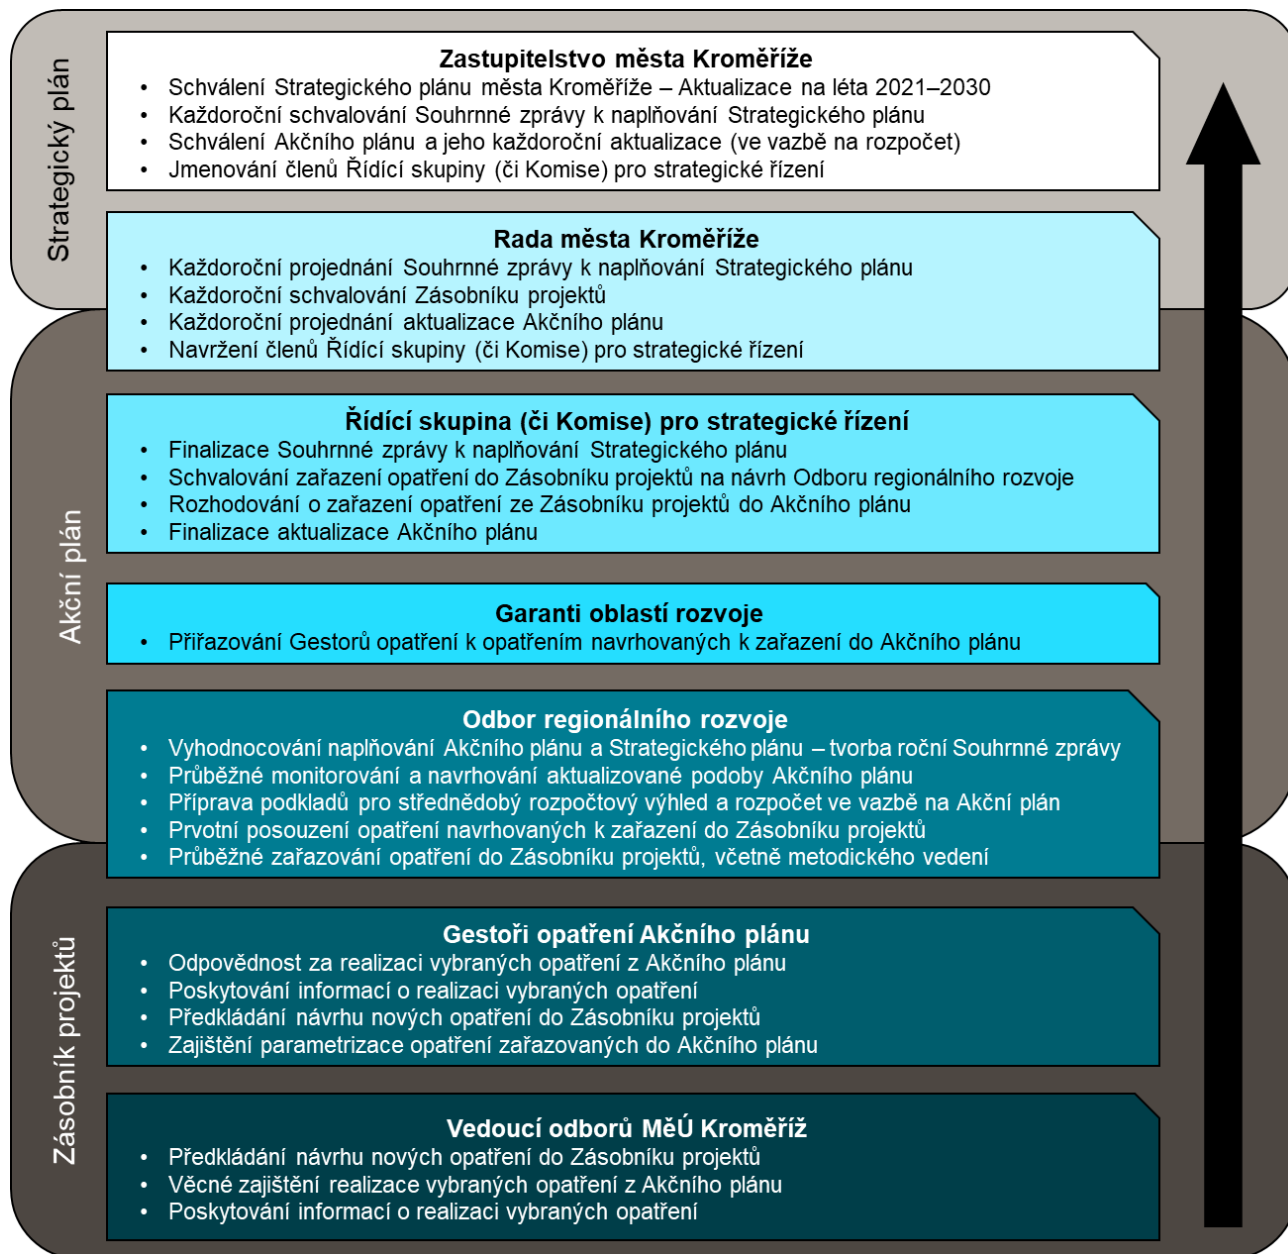 Strategický plán
Zastupitelstvo města Kroměříže
• Schválení Strategického plánu města Kroměříže – Aktualizace na léta 2021–2030
• Každoroční schvalování Souhrnné zprávy k naplňování Strategického plánu
• Schválení Akčního plánu a jeho každoroční aktualizace (ve vazbě na rozpočet)
• Jmenování členů Řídící skupiny (či Komise) pro strategické řízení
Rada města Kroměříže
• Každoroční projednání Souhrnné zprávy k naplňování Strategického plánu
• Každoroční schvalování Zásobníku projektů
• Každoroční projednání aktualizace Akčního plánu
• Navržení členů Řídící skupiny (či Komise) pro strategické řízení
Akční plán
Řídící skupina (či Komise) pro strategické řízení
• Finalizace Souhrnné zprávy k naplňování Strategického plánu
• Schvalování zařazení opatření do Zásobníku projektů na návrh Odboru regionálního rozvoje
• Rozhodování o zařazení opatření ze Zásobníku projektů do Akčního plánu
• Finalizace aktualizace Akčního plánu
Garanti oblastí rozvoje
• Přiřazování Gestorů opatření k opatřením navrhovaných k zařazení do Akčního plánu
Odbor regionálního rozvoje
• Vyhodnocování naplňování Akčního plánu a Strategického plánu – tvorba roční Souhrnné zprávy
• Průběžné monitorování a navrhování aktualizované podoby Akčního plánu
• Příprava podkladů pro střednědobý rozpočtový výhled a rozpočet ve vazbě na Akční plán
• Prvotní posouzení opatření navrhovaných k zařazení do Zásobníku projektů
• Průběžné zařazování opatření do Zásobníku projektů, včetně metodického vedení
Zásobník projektů
Gestoři opatření Akčního plánu
• Odpovědnost za realizaci vybraných opatření z Akčního plánu
• Poskytování informací o realizaci vybraných opatření
• Předkládání návrhu nových opatření do Zásobníku projektů
• Zajištění parametrizace opatření zařazovaných do Akčního plánu
Vedoucí odborů MěÚ Kroměříž
• Předkládání návrhu nových opatření do Zásobníku projektů
• Věcné zajištění realizace vybraných opatření z Akčního plánu
• Poskytování informací o realizaci vybraných opatření